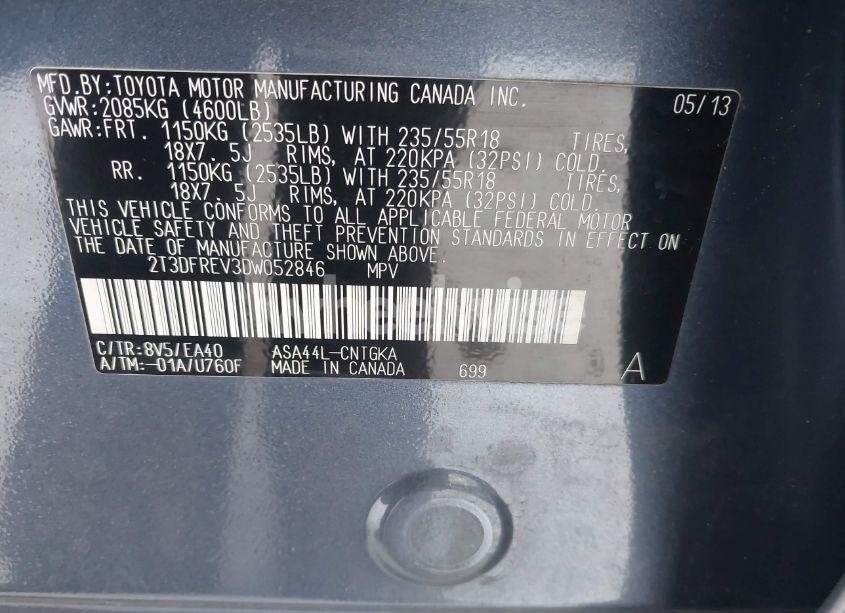 MFD.BY:TOYOTA MOTOR MANUFACTURING CANADA INC. 05/13
GVWR:2085KG (4600LB)
GAWR:FRT. 1150KG (2535LB) WITH 235/55R18 TIRES,
18X7.5J RIMS, AT 220KPA (32PSI) COLD.
RR. 1150KG (2535LB) WITH 235/55R18 TIRES,
18X7.5J RIMS, AT 220KPA (32PSI) COLD.
THIS VEHICLE CONFORMS TO ALL APPLICABLE FEDERAL MOTOR
VEHICLE SAFETY AND THEFT PREVENTION STANDARDS IN EFFECT ON
THE DATE OF MANUFACTURE SHOWN ABOVE.
2T3DFREV3DW052846 MPV
C/TR:8V5/EA40 ASA44L-CNTGKA
A/TM:-01A/U760F MADE IN CANADA 699 A